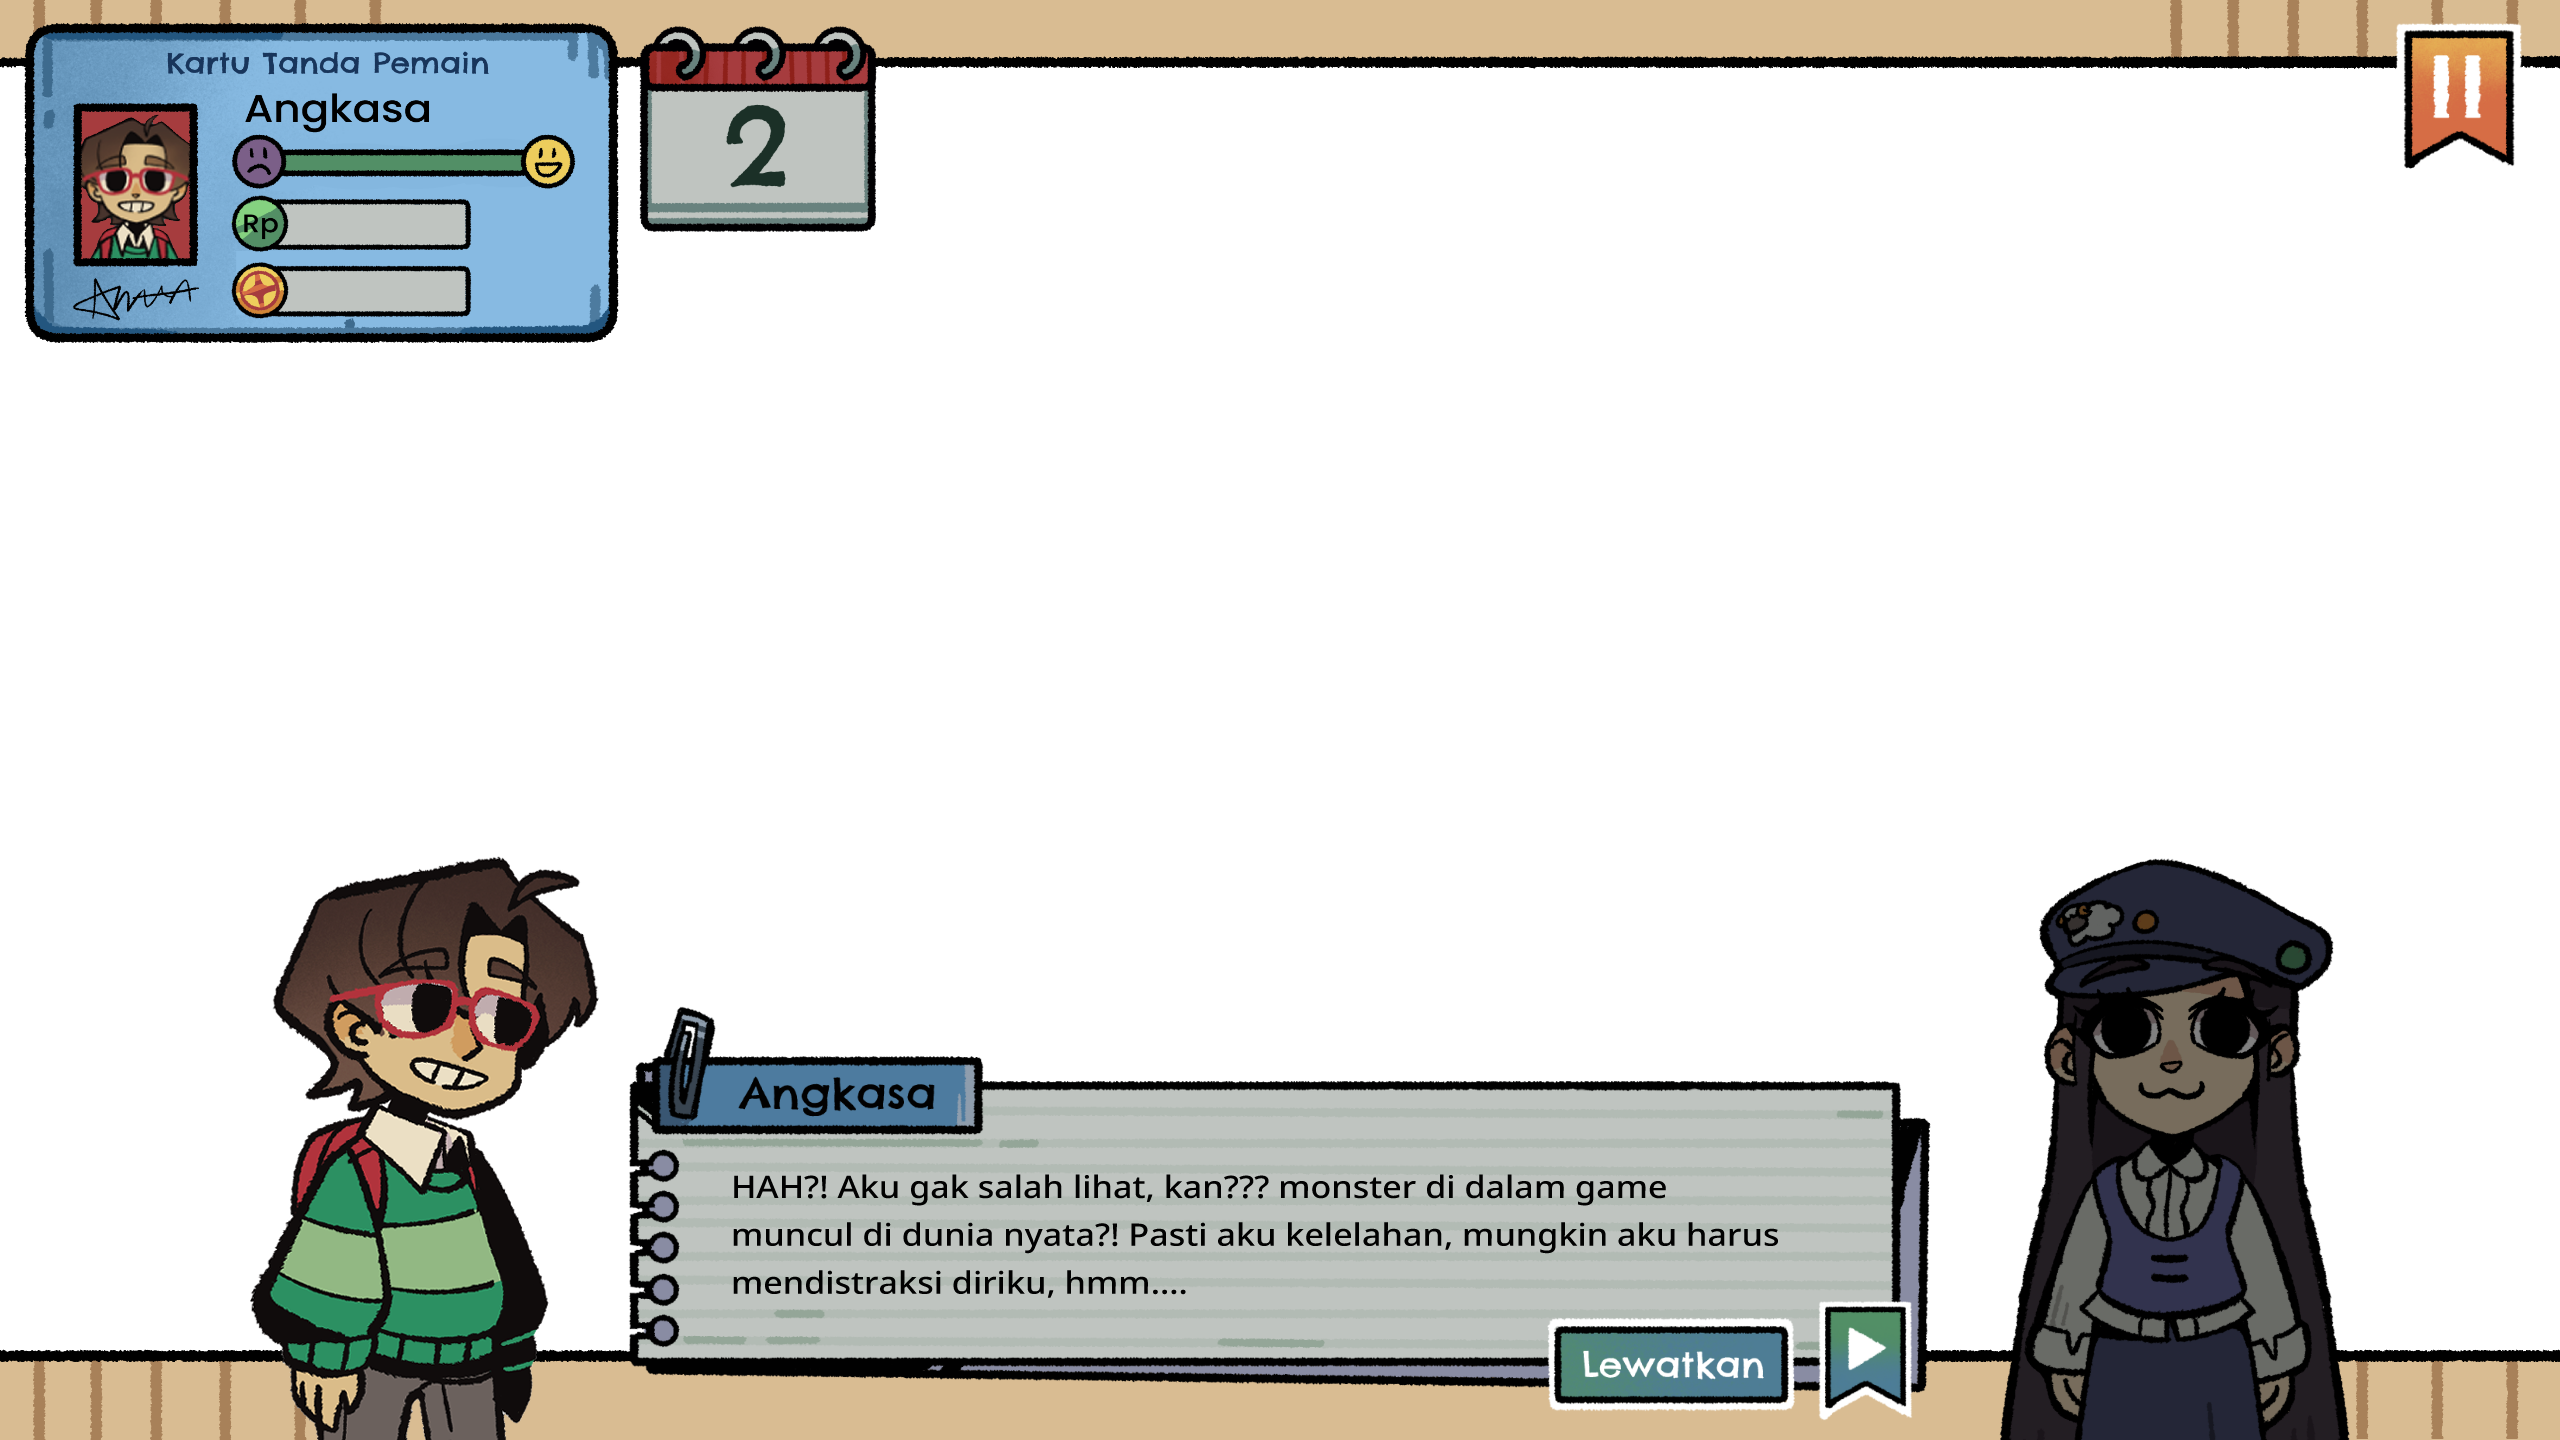 Kartu Tanda Pemain
Angkasa
Rp
2
Angkasa
HAH?! Aku gak salah lihat, kan??? monster di dalam game
muncul di dunia nyata?! Pasti aku kelelahan, mungkin aku harus
mendistraksi diriku, hmm....
Lewatkan